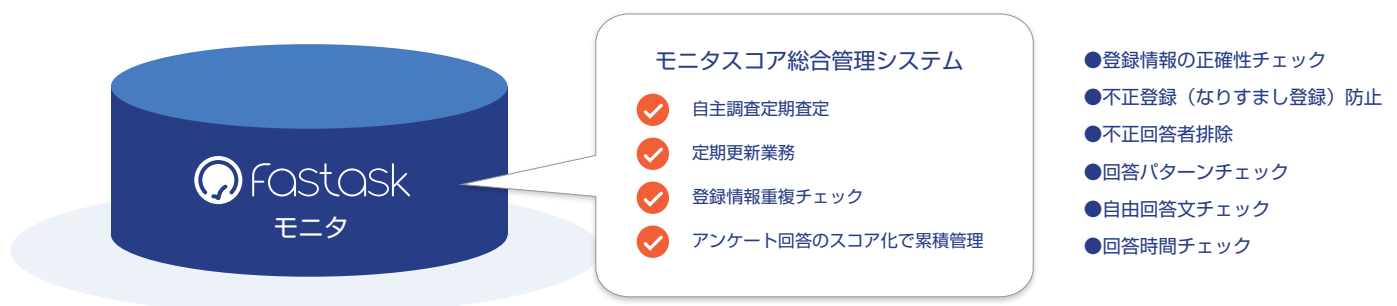 fastask
モニタ
モニタスコア総合管理システム
自主調査定期査定
定期更新業務
登録情報重複チェック
アンケート回答のスコア化で累積管理
●登録情報の正確性チェック
●不正登録（なりすまし登録）防止
●不正回答者排除
●回答パターンチェック
●自由回答文チェック
●回答時間チェック